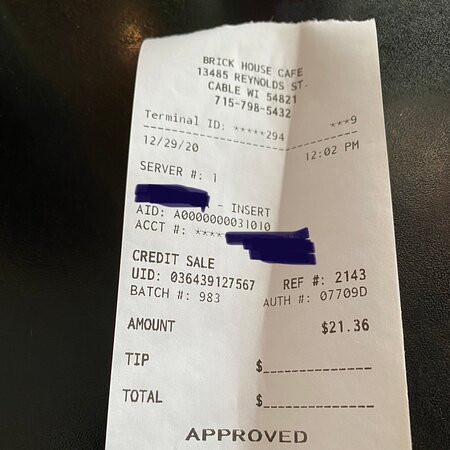 BRICK HOUSE CAFE
13485 REYNOLDS ST.
CABLE WI 54821
715-798-5432
Terminal ID: *****294 ***9
12/29/20 12:02 PM
SERVER #: 1
- INSERT
AID: A0000000031010
ACCT #: ****
CREDIT SALE
UID: 036439127567 REF #: 2143
BATCH #: 983 AUTH #: 07709D
AMOUNT $21.36
TIP $
TOTAL $
APPROVED